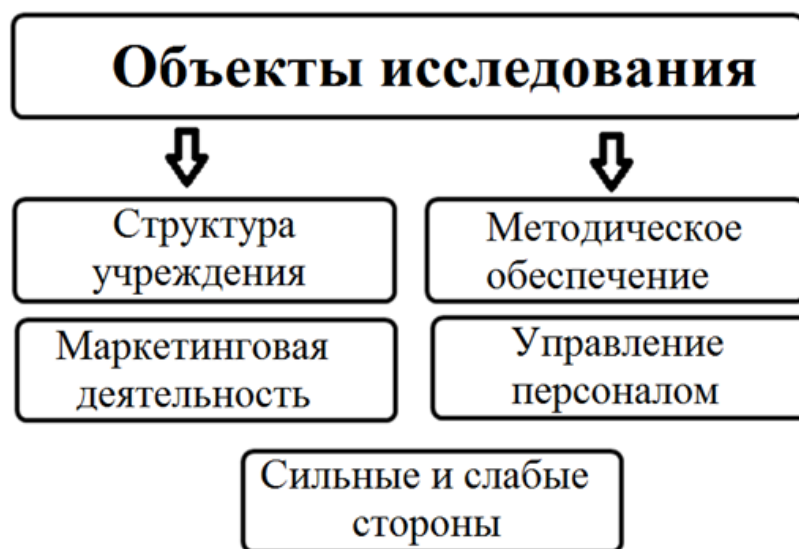 Объекты исследования
Структура
учреждения
Методическое
обеспечение
Маркетинговая
деятельность
Управление
персоналом
Сильные и слабые
стороны